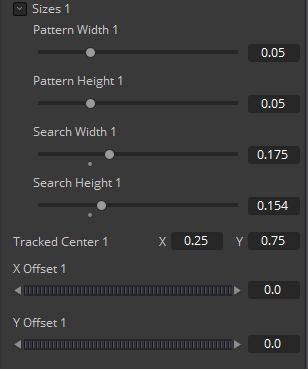 Sizes 1
Pattern Width 1
0.05
Pattern Height 1
0.05
Search Width 1
0.175
Search Height 1
0.154
Tracked Center 1 X 0.25 Y 0.75
X Offset 1
0.0
Y Offset 1
0.0